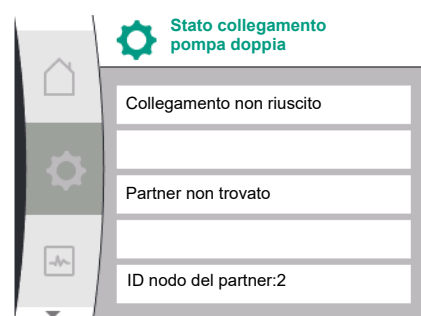 Stato collegamento
pompa doppia
Collegamento non riuscito
Partner non trovato
ID nodo del partner:2